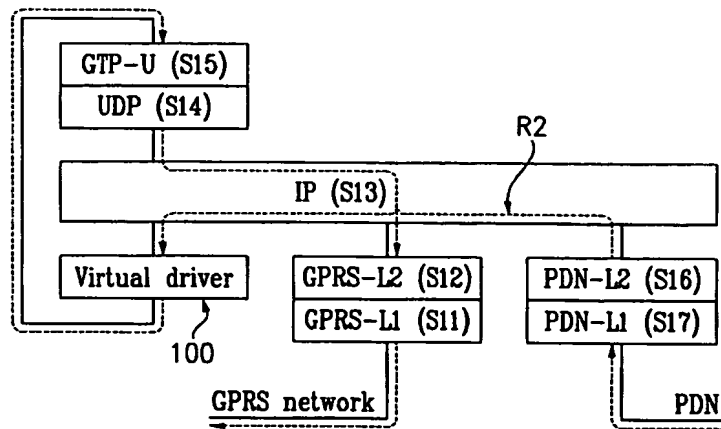 GTP-U (S15)
UDP (S14)
R2
IP (S13)
Virtual driver
GPRS-L2 (S12)
PDN-L2 (S16)
GPRS-L1 (S11)
PDN-L1 (S17)
100
GPRS network
PDN